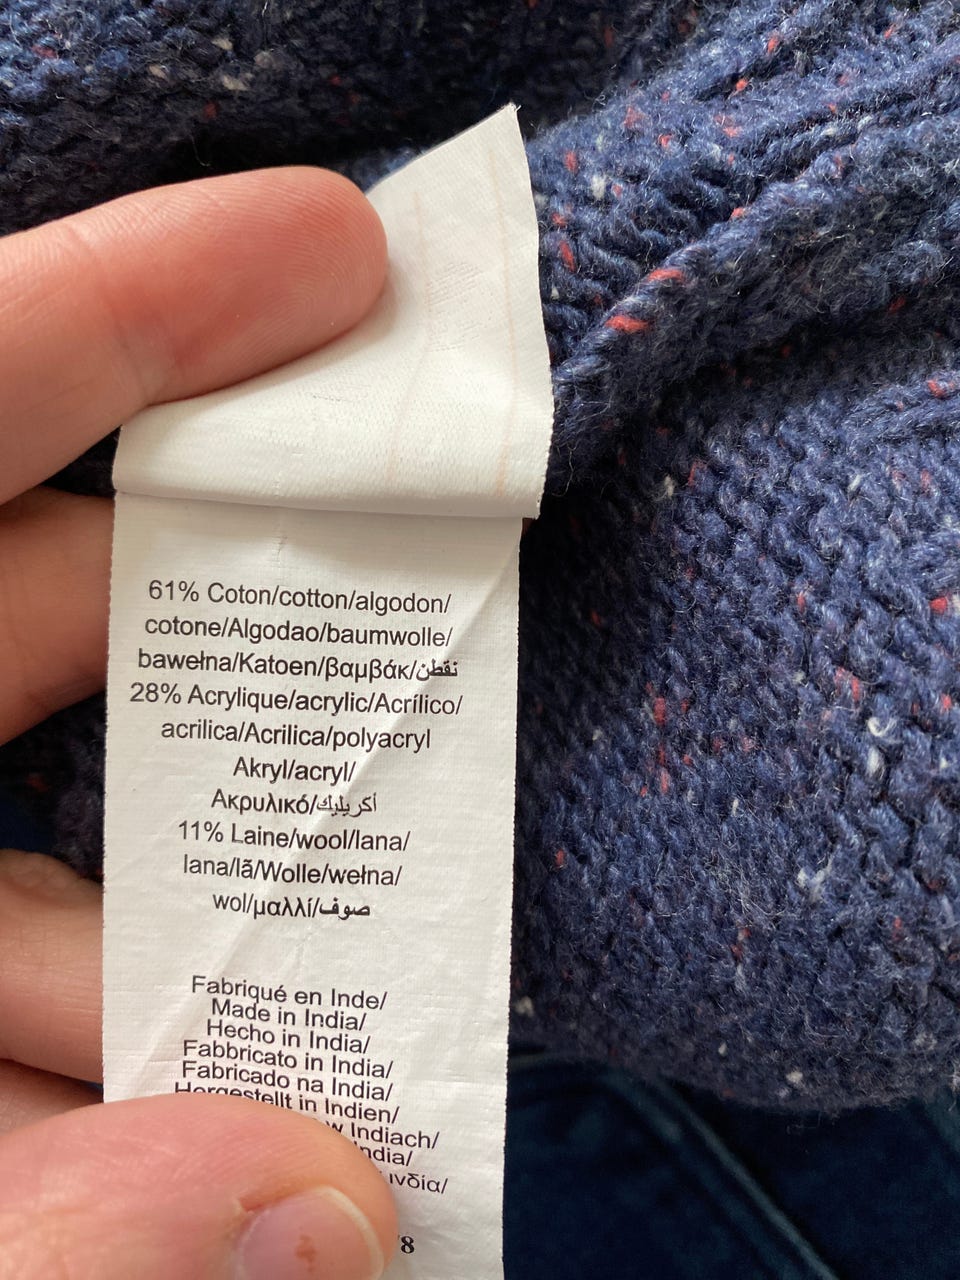 61% Coton/cotton/algodon/
cotone/Algodao/baumwolle/
bawełna/Katoen/βαμβάκ/نقطن
28% Acrylique/acrylic/Acrílico/
acrilica/Acrilica/polyacryl
Akryl/acryl/
Ακρυλικό/أكريليك
11% Laine/wool/lana/
lana/lã/Wolle/wełna/
wol/μαλλί/صوف
Fabriqué en Inde/
Made in India/
Hecho in India/
Fabbricato in India/
Fabricado na India/
Hergestellt in Indien/
w Indiach/